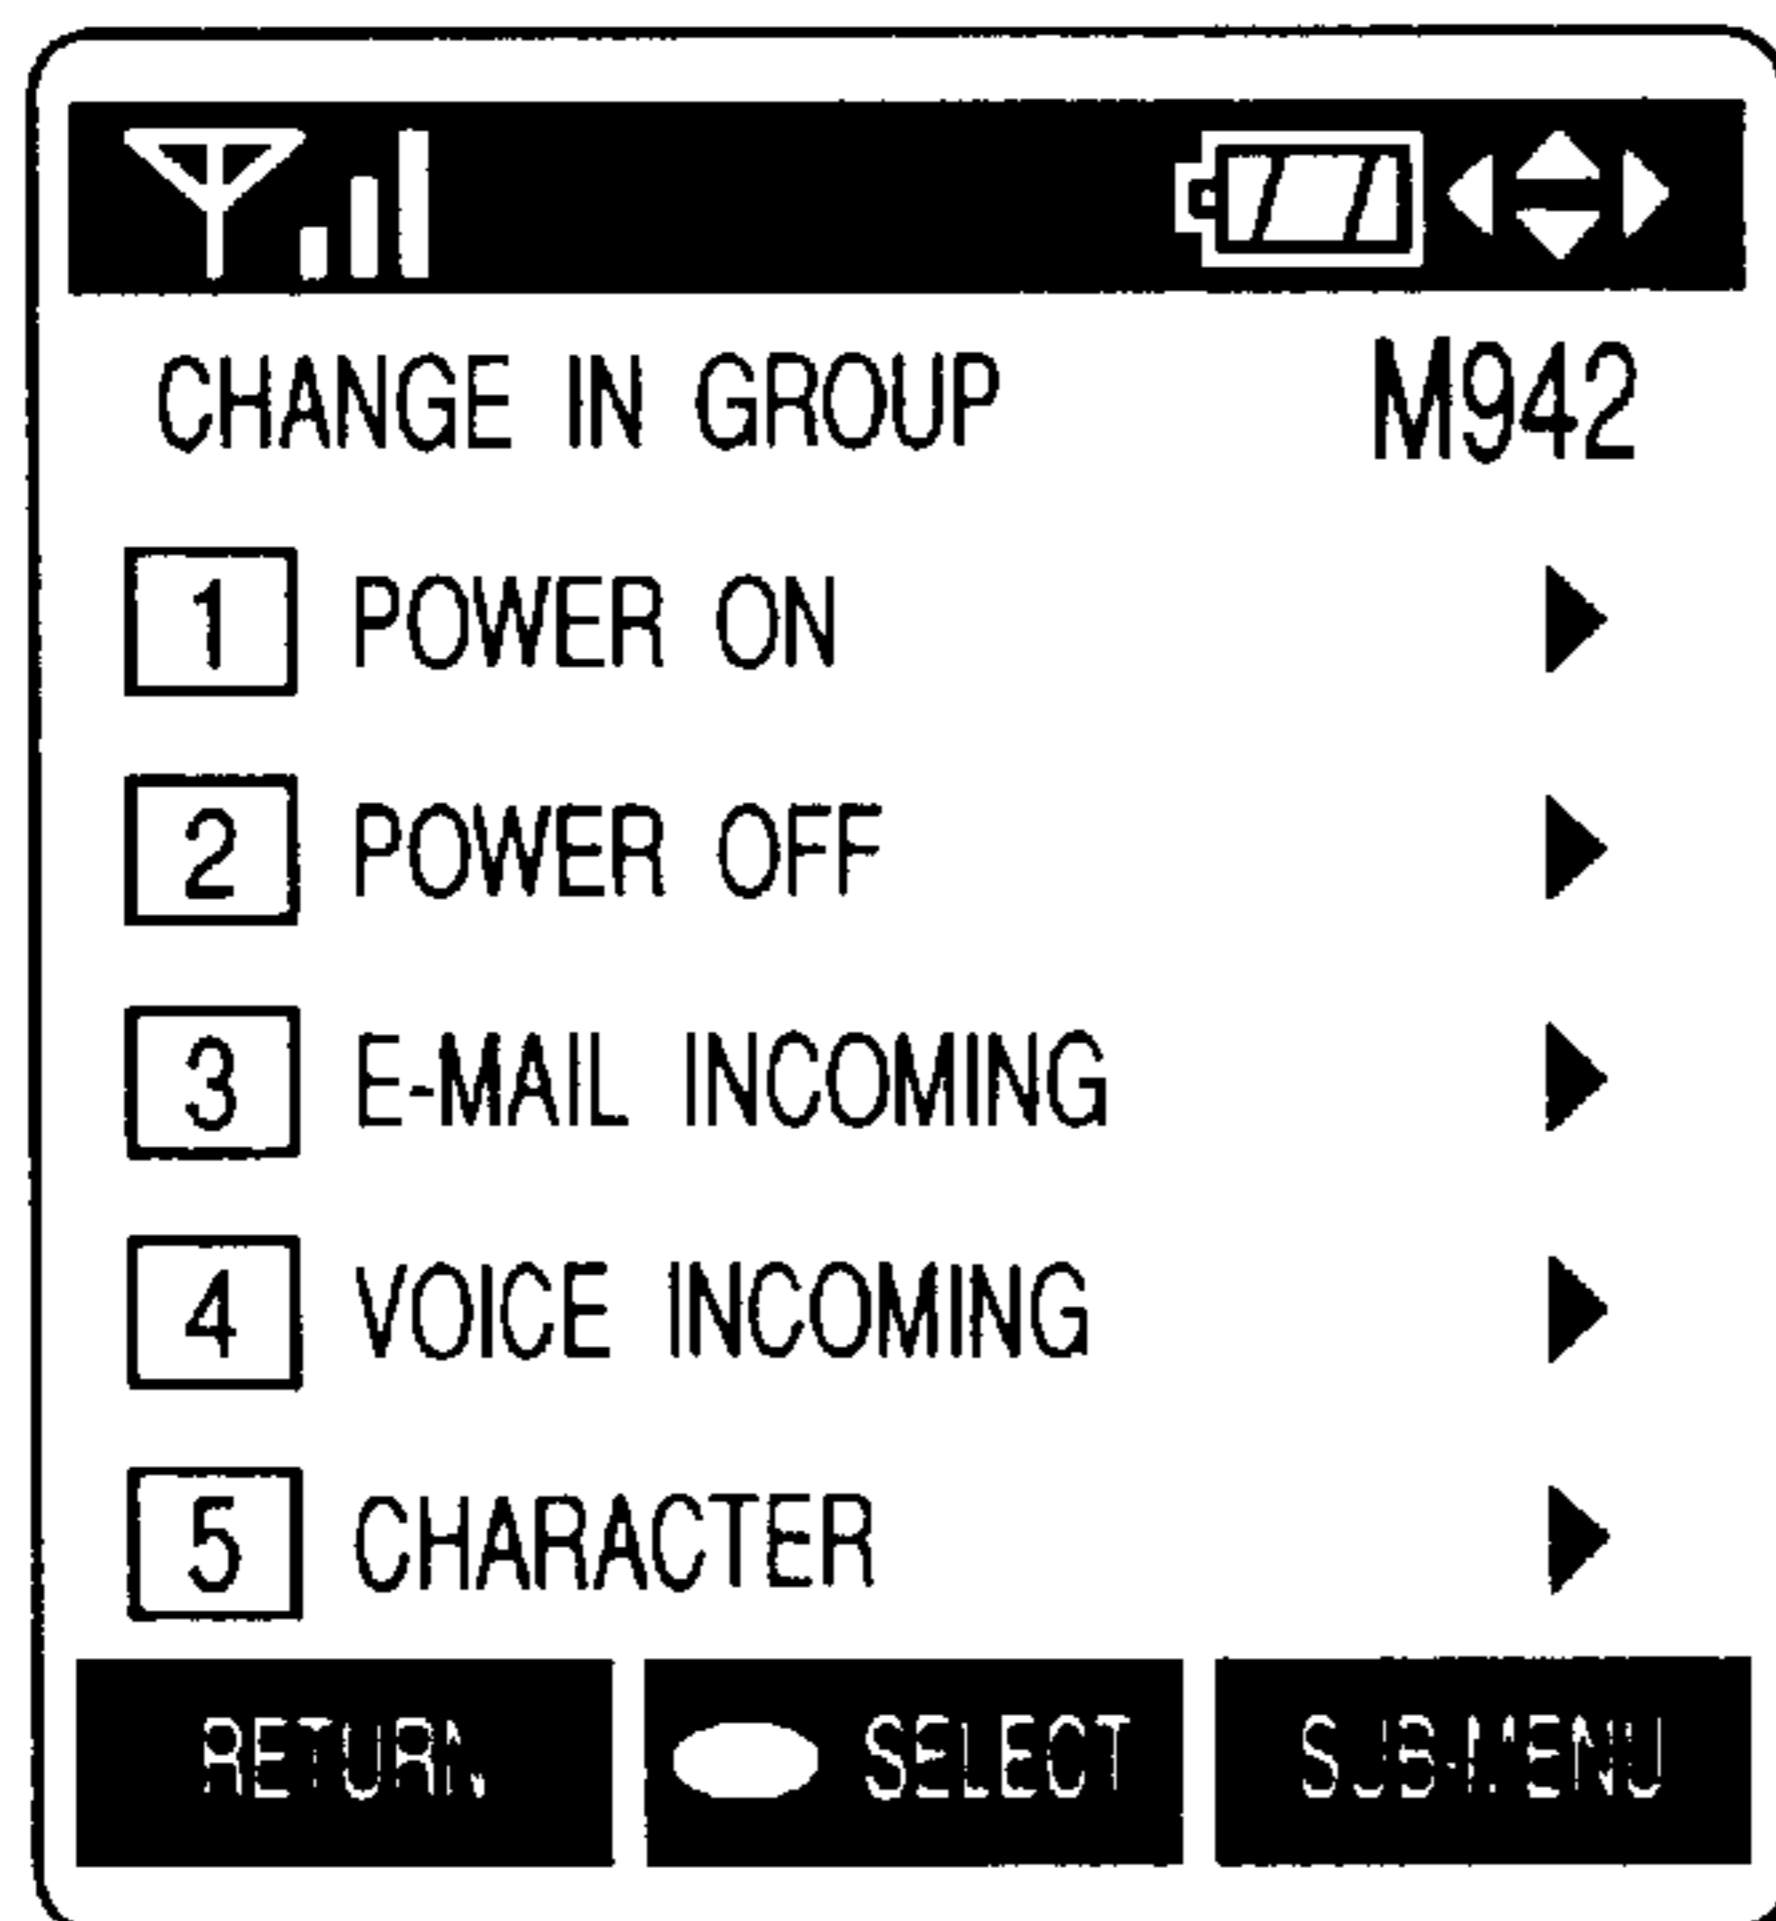 CHANGE IN GROUP M942
1 POWER ON
2 POWER OFF
3 E-MAIL INCOMING
4 VOICE INCOMING
5 CHARACTER
RETURN SELECT SUB-MENU